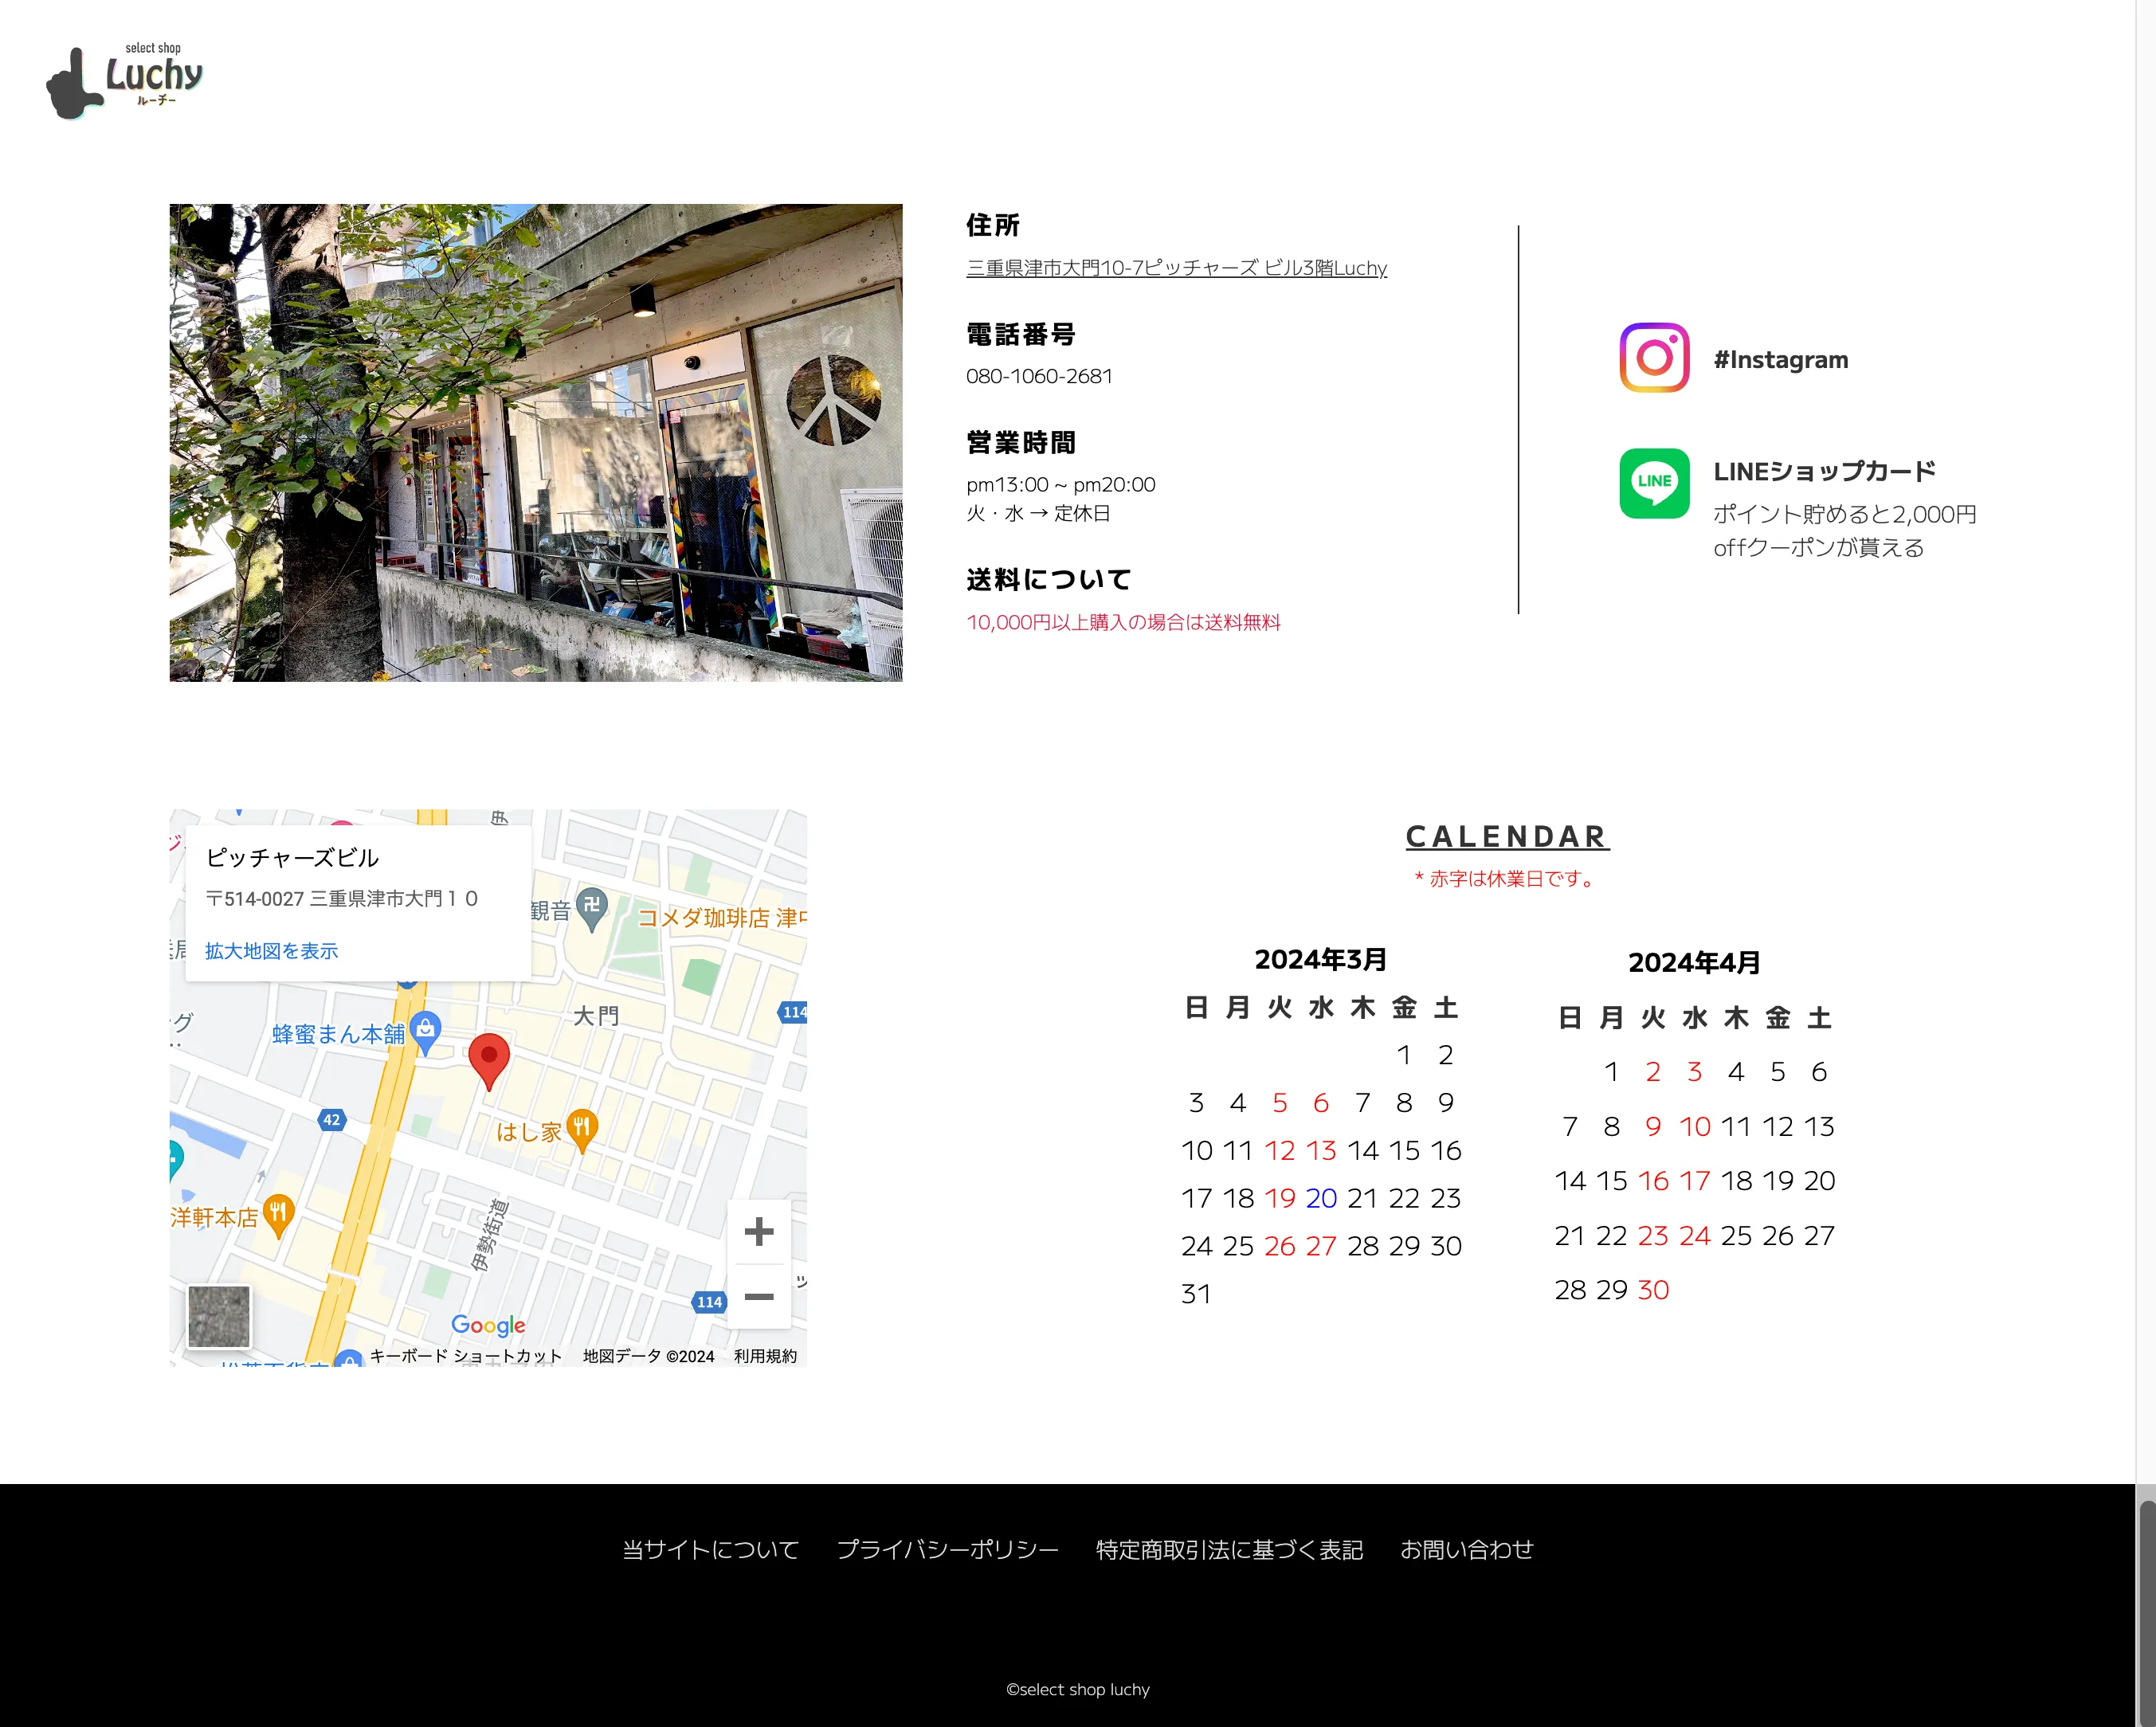 select shop
Luchy
ルーチー
住所
三重県津市大門10-7ピッチャーズ ビル3階Luchy
電話番号
080-1060-2681
営業時間
pm13:00 ~ pm20:00
火・水 → 定休日
送料について
10,000円以上購入の場合は送料無料
#Instagram
LINE
LINEショップカード
ポイント貯めると2,000円
offクーポンが貰える
ピッチャーズビル
〒514-0027 三重県津市大門１０
拡大地図を表示
観音
コメダ珈琲店 津中
大門
114
蜂蜜まん本舗
42
はし家
洋軒本店
伊勢街道
114
Google
キーボード ショートカット 地図データ ©2024 利用規約
CALENDAR
* 赤字は休業日です。
2024年3月
日 月 火 水 木 金 土
1 2
3 4 5 6 7 8 9
10 11 12 13 14 15 16
17 18 19 20 21 22 23
24 25 26 27 28 29 30
31
2024年4月
日 月 火 水 木 金 土
1 2 3 4 5 6
7 8 9 10 11 12 13
14 15 16 17 18 19 20
21 22 23 24 25 26 27
28 29 30
当サイトについて プライバシーポリシー 特定商取引法に基づく表記 お問い合わせ
©select shop luchy